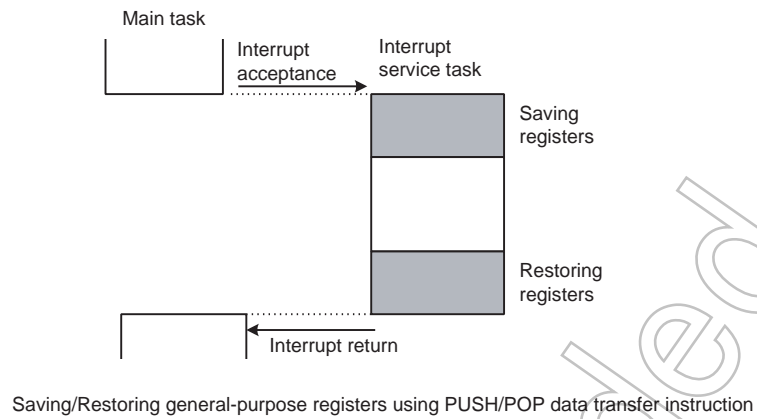 Main task
Interrupt
acceptance
Interrupt
service task
Saving
registers
Restoring
registers
Interrupt return
Saving/Restoring general-purpose registers using PUSH/POP data transfer instruction
ded